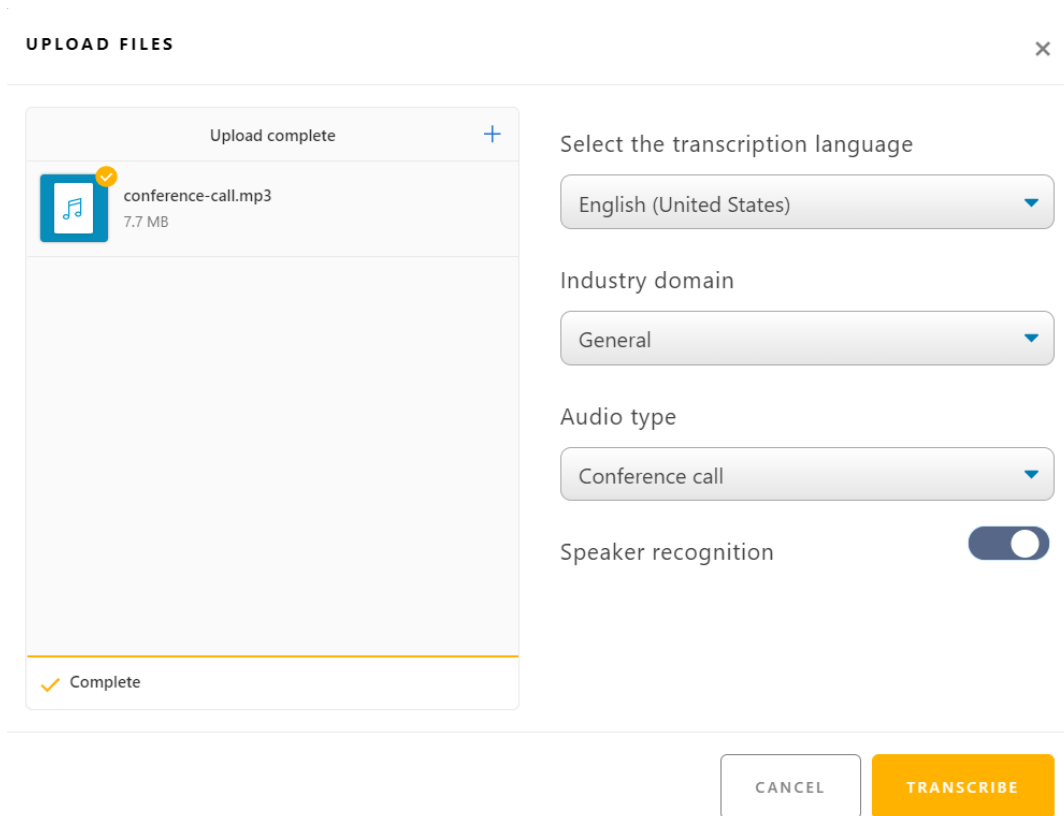 UPLOAD FILES
Upload complete
conference-call.mp3
7.7 MB
Complete
Select the transcription language
English (United States)
Industry domain
General
Audio type
Conference call
Speaker recognition
CANCEL
TRANSCRIBE